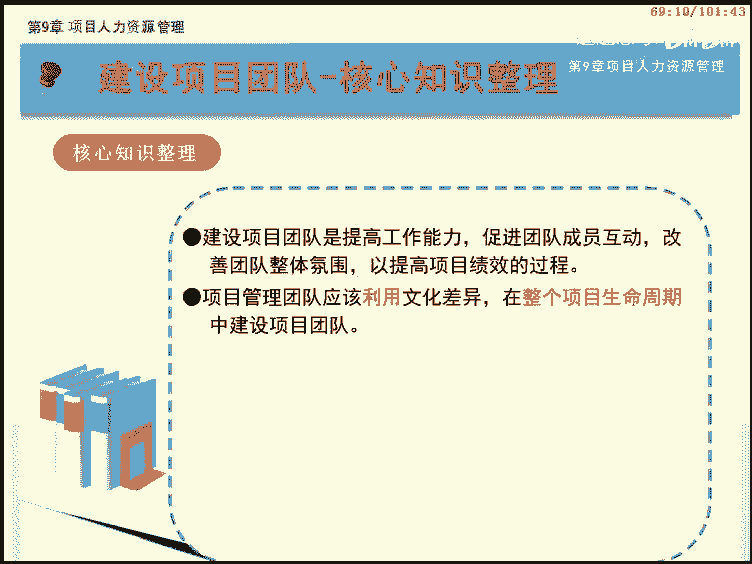 69:10/101:43
第9章 项目人力资源管理
建设项目团队-核心知识整理
第9章项目人力资源管理
核心知识整理
●建设项目团队是提高工作能力，促进团队成员互动，改
善团队整体氛围，以提高项目绩效的过程。
●项目管理团队应该利用文化差异，在整个项目生命周期
中建设项目团队。